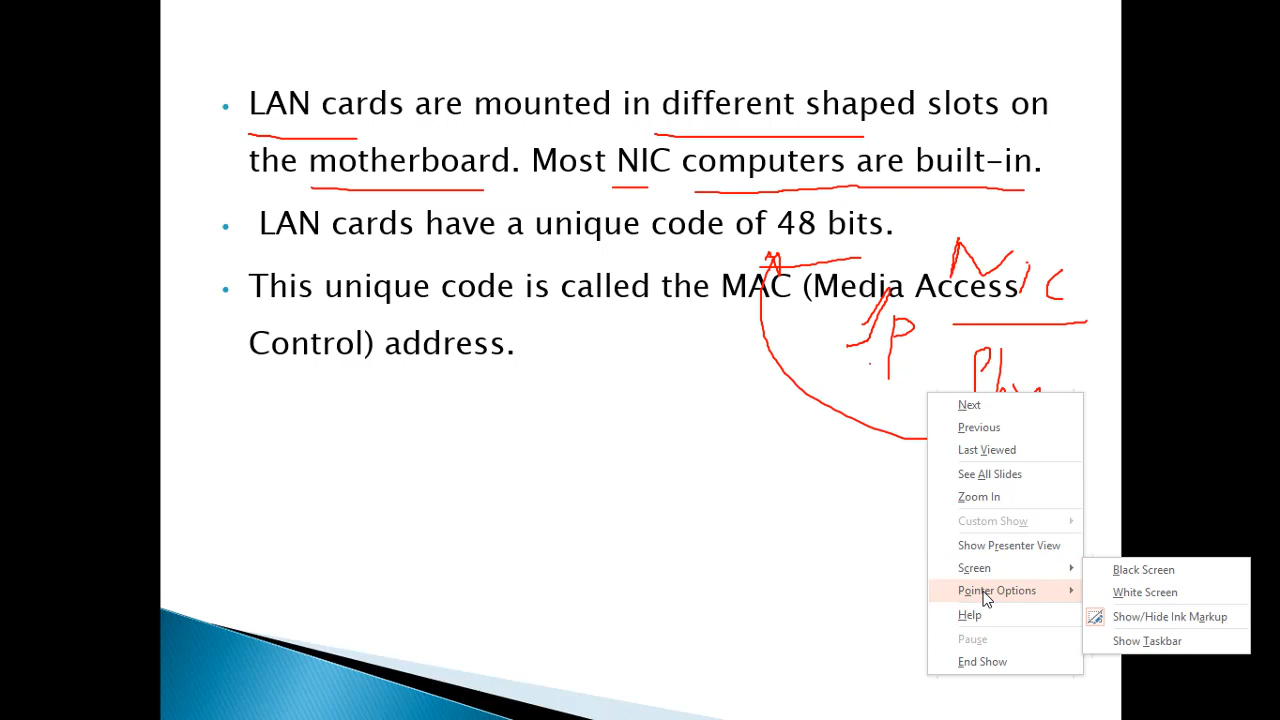 • LAN cards are mounted in different shaped slots on
the motherboard. Most NIC computers are built-in.
• LAN cards have a unique code of 48 bits.
• This unique code is called the MAC (Media Access
Control) address.
NIC
Ip
Next
Previous
Last Viewed
See All Slides
Zoom In
Custom Show
Show Presenter View
Screen
Pointer Options
Help
Pause
End Show
Black Screen
White Screen
Show/Hide Ink Markup
Show Taskbar